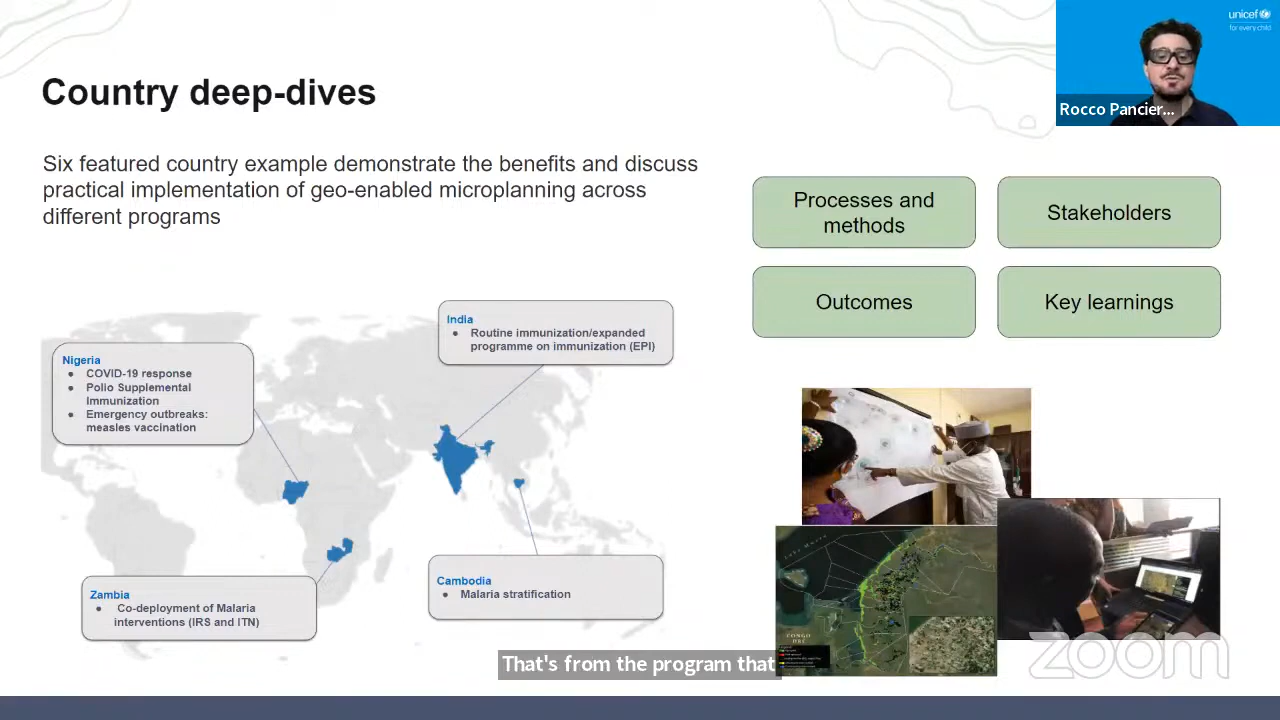 unicef
for every child
Rocco Pancier...
Country deep-dives
Six featured country example demonstrate the benefits and discuss
practical implementation of geo-enabled microplanning across
different programs
Processes and
methods
Stakeholders
Outcomes
Key learnings
India
• Routine immunization/expanded
programme on immunization (EPI)
Nigeria
• COVID-19 response
• Polio Supplemental
Immunization
• Emergency outbreaks:
measles vaccination
Zambia
• Co-deployment of Malaria
interventions (IRS and ITN)
Cambodia
• Malaria stratification
CONGO
DRC
That's from the program that
zoom